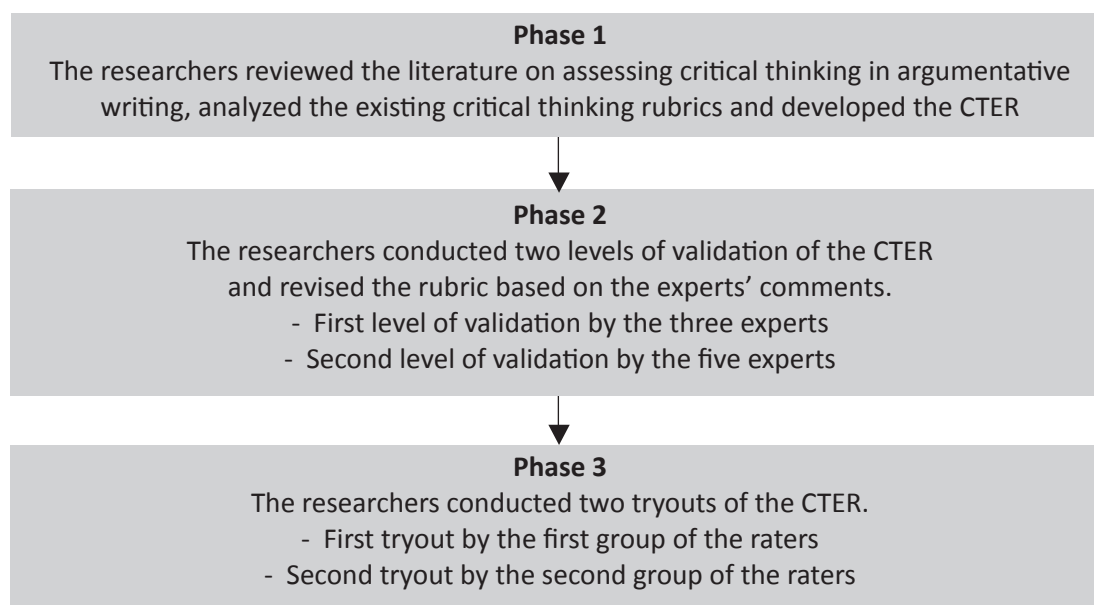 Phase 1
The researchers reviewed the literature on assessing critical thinking in argumentative
writing, analyzed the existing critical thinking rubrics and developed the CTER
Phase 2
The researchers conducted two levels of validation of the CTER
and revised the rubric based on the experts’ comments.
- First level of validation by the three experts
- Second level of validation by the five experts
Phase 3
The researchers conducted two tryouts of the CTER.
- First tryout by the first group of the raters
- Second tryout by the second group of the raters